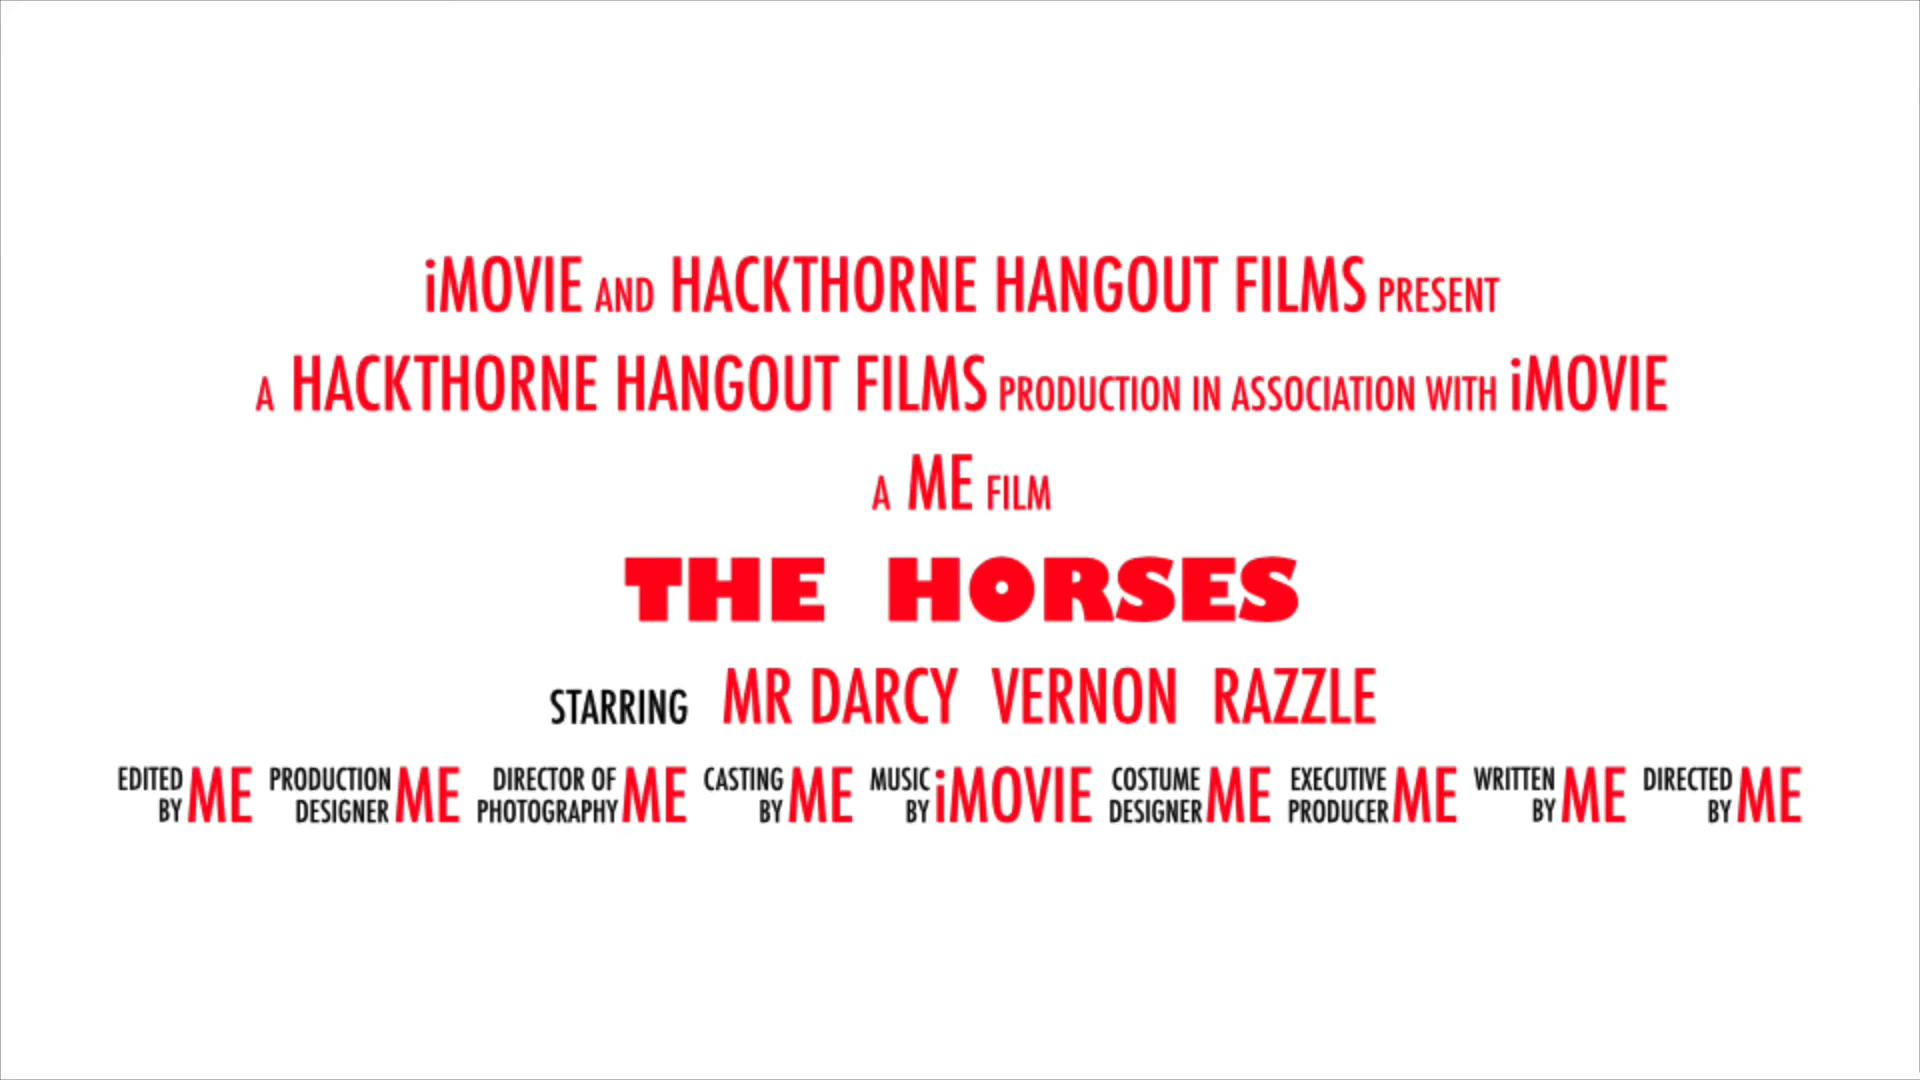 iMOVIE AND HACKTHORNE HANGOUT FILMS PRESENT
A HACKTHORNE HANGOUT FILMS PRODUCTION IN ASSOCIATION WITH iMOVIE
A ME FILM
THE HORSES
STARRING MR DARCY VERNON RAZZLE
EDITED BY ME PRODUCTION DESIGNER ME DIRECTOR OF PHOTOGRAPHY ME CASTING BY ME MUSIC BY iMOVIE COSTUME DESIGNER ME EXECUTIVE PRODUCER ME WRITTEN BY ME DIRECTED BY ME